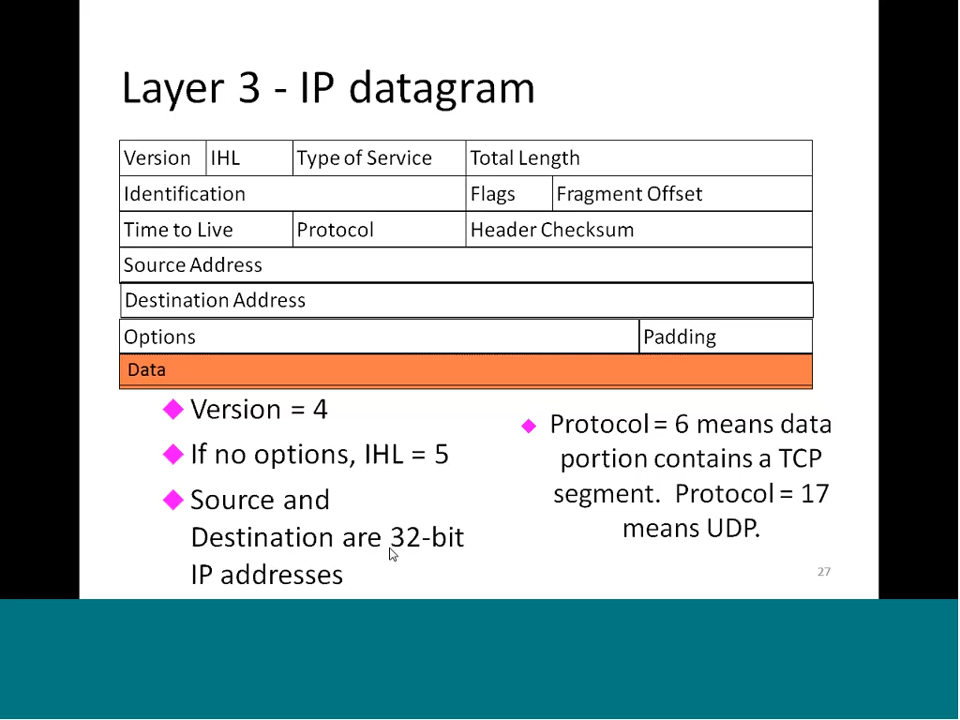 Layer 3 - IP datagram
Version IHL Type of Service Total Length
Identification Flags Fragment Offset
Time to Live Protocol Header Checksum
Source Address
Destination Address
Options Padding
Data
Version = 4
If no options, IHL = 5
Source and
Destination are 32-bit
IP addresses
Protocol = 6 means data
portion contains a TCP
segment. Protocol = 17
means UDP.
27